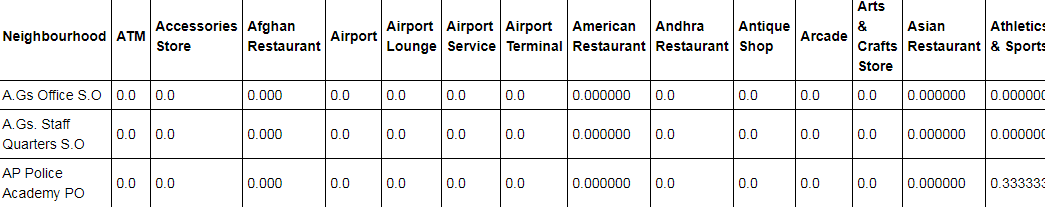 Neighbourhood ATM Accessories Store Afghan Restaurant Airport Airport Lounge Airport Service Airport Terminal American Restaurant Andhra Restaurant Antique Shop Arcade Arts & Crafts Store Asian Restaurant Athletics & Sports
A.Gs Office S.O 0.0 0.0 0.000 0.0 0.0 0.0 0.0 0.000000 0.0 0.0 0.0 0.0 0.000000 0.000000
A.Gs. Staff Quarters S.O 0.0 0.0 0.000 0.0 0.0 0.0 0.0 0.000000 0.0 0.0 0.0 0.0 0.000000 0.000000
AP Police Academy PO 0.0 0.0 0.000 0.0 0.0 0.0 0.0 0.000000 0.0 0.0 0.0 0.0 0.000000 0.333333